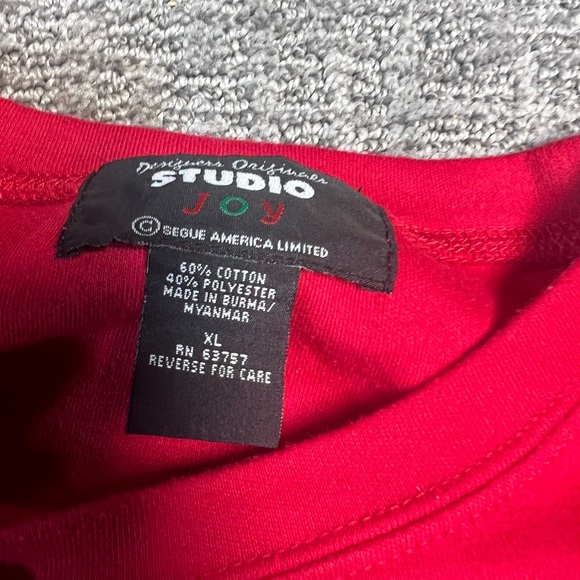 Designers Originals
STUDIO
JOY
© SEGUE AMERICA LIMITED
60% COTTON
40% POLYESTER
MADE IN BURMA/
MYANMAR
XL
RN 63757
REVERSE FOR CARE